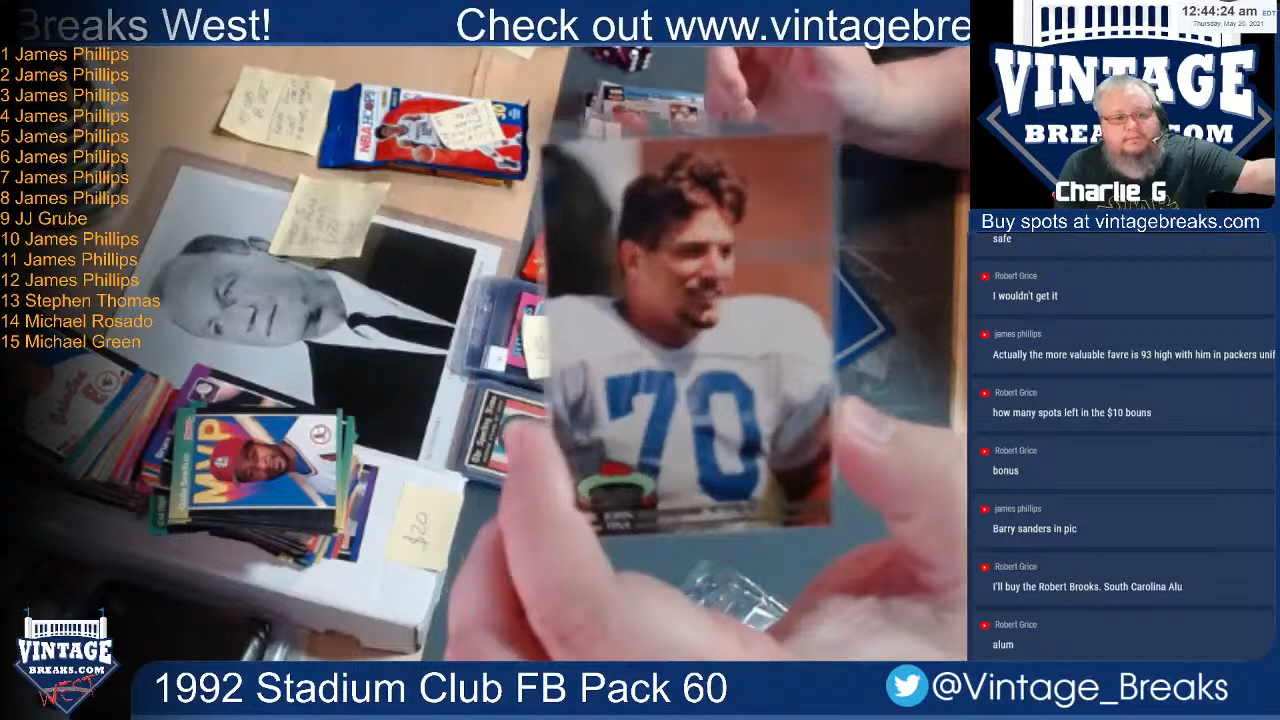 Breaks West!
Check out www.vintagebre
12:44:24 am EDT
Thursday, May 20, 2021
1 James Phillips
2 James Phillips
3 James Phillips
4 James Phillips
5 James Phillips
6 James Phillips
7 James Phillips
8 James Phillips
9 JJ Grube
10 James Phillips
11 James Phillips
12 James Phillips
13 Stephen Thomas
14 Michael Rosado
15 Michael Green
VINTAGE
BREAKS.COM
Charlie G
Buy spots at vintagebreaks.com
safe
Robert Grice
I wouldn't get it
james phillips
Actually the more valuable favre is 93 high with him in packers unif
Robert Grice
how many spots left in the $10 bouns
Robert Grice
bonus
james phillips
Barry sanders in pic
Robert Grice
I'll buy the Robert Brooks. South Carolina Alu
Robert Grice
alum
NBA HOOPS
70
MVP
$20
VINTAGE
BREAKS.COM
West
1992 Stadium Club FB Pack 60
@Vintage_Breaks